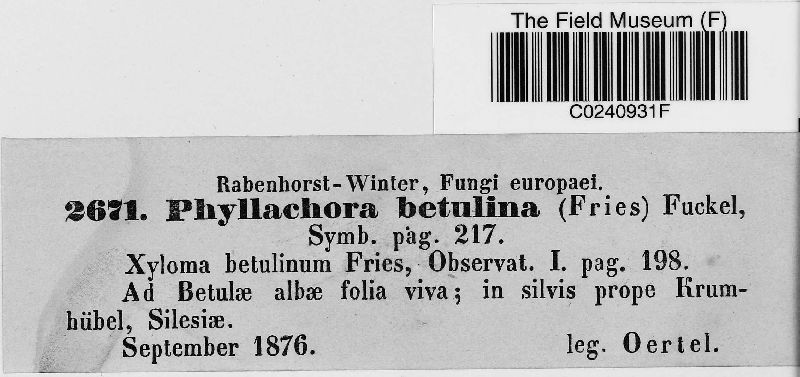 The Field Museum (F)
C0240931F
Rabenhorst-Winter, Fungi europaei.
2671. Phyllachora betulina (Fries) Fuckel,
Symb. pag. 217.
Xyloma betulinum Fries, Observat. I. pag. 198.
Ad Betulæ albæ folia viva; in silvis prope Krum-
hübel, Silesiæ.
September 1876. leg. Oertel.